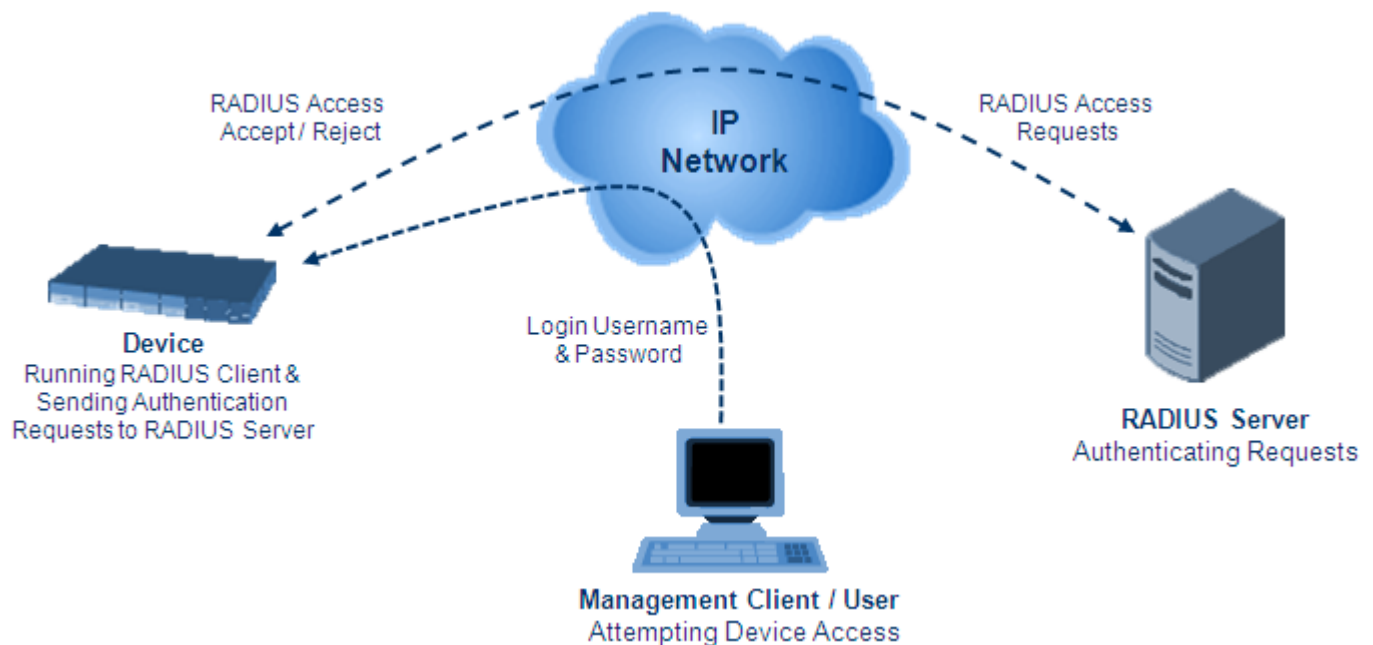 RADIUS Access
Accept / Reject
IP
Network
RADIUS Access
Requests
Login Username
& Password
Device
Running RADIUS Client &
Sending Authentication
Requests to RADIUS Server
RADIUS Server
Authenticating Requests
Management Client / User
Attempting Device Access